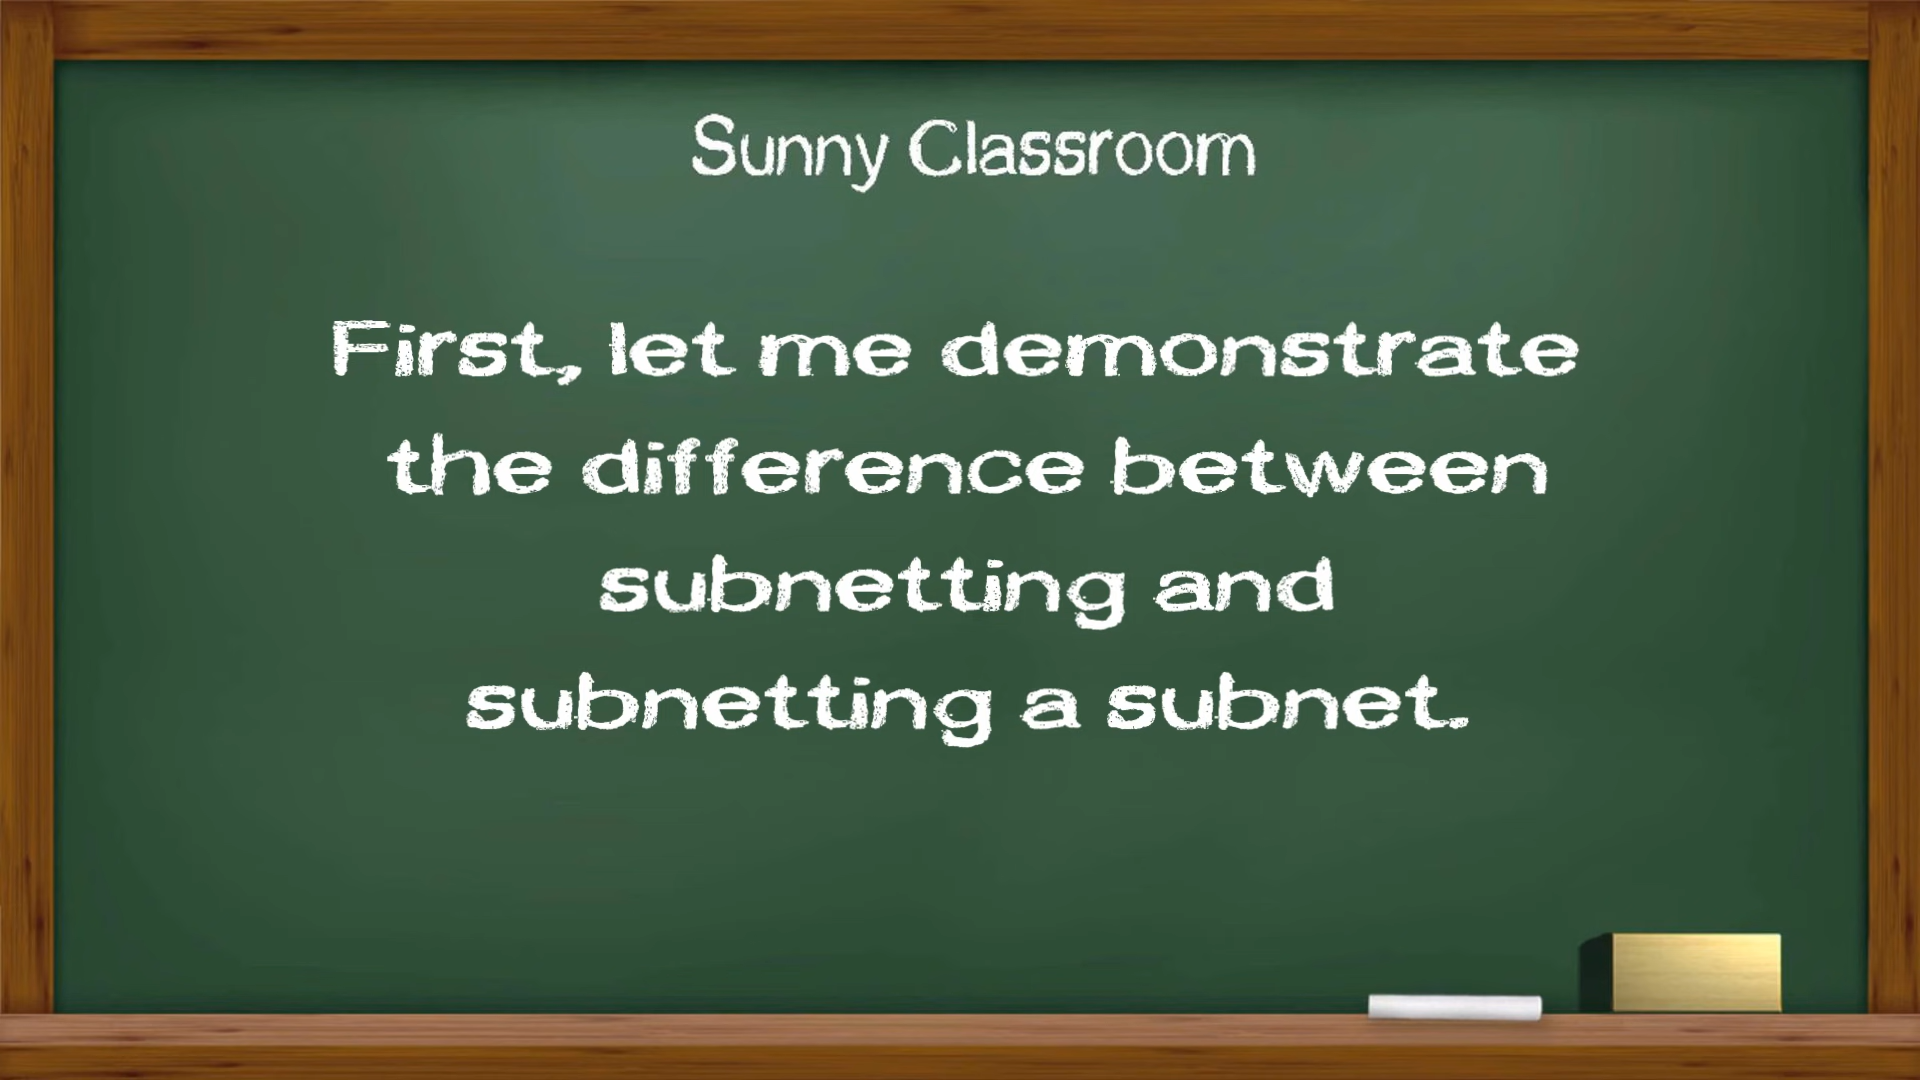 Sunny Classroom
First, let me demonstrate
the difference between
subnetting and
subnetting a subnet.